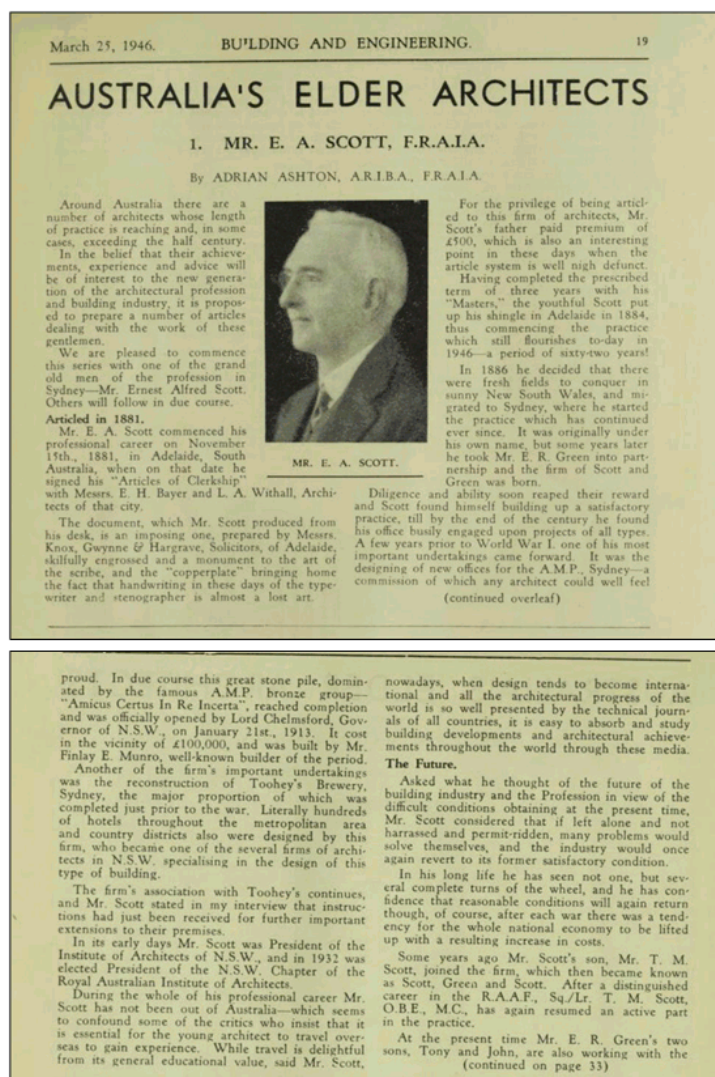 March 25, 1946.
BUILDING AND ENGINEERING.
19
AUSTRALIA'S ELDER ARCHITECTS
1. MR. E. A. SCOTT, F.R.A.I.A.
By ADRIAN ASHTON, A.R.I.B.A., F.R.A.I.A.
Around Australia there are a
number of architects whose length
of practice is reaching and, in some
cases, exceeding the half century.
In the belief that their achieve-
ments, experience and advice will
be of interest to the new genera-
tion of the architectural profession
and building industry, it is propos-
ed to prepare a number of articles
dealing with the work of these
gentlemen.
We are pleased to commence
this series with one of the grand
old men of the profession in
Sydney—Mr. Ernest Alfred Scott.
Others will follow in due course.
Articled in 1881.
Mr. E. A. Scott commenced his
professional career on November
15th., 1881, in Adelaide, South
Australia, when on that date he
signed his "Articles of Clerkship"
with Messrs. E. H. Bayer and L. A. Withall, Archi-
tects of that city.
The document, which Mr. Scott produced from
his desk, is an imposing one, prepared by Messrs.
Knox, Gwynne & Hargrave, Solicitors, of Adelaide,
skilfully engrossed and a monument to the art of
the scribe, and the "copperplate" bringing home
the fact that handwriting in these days of the type-
writer and stenographer is almost a lost art.
MR. E. A. SCOTT.
For the privilege of being articl-
ed to this firm of architects, Mr.
Scott's father paid premium of
£500, which is also an interesting
point in these days when the
article system is well nigh defunct.
Having completed the prescribed
term of three years with his
"Masters," the youthful Scott put
up his shingle in Adelaide in 1884,
thus commencing the practice
which still flourishes to-day in
1946—a period of sixty-two years!
In 1886 he decided that there
were fresh fields to conquer in
sunny New South Wales, and mi-
grated to Sydney, where he started
the practice which has continued
ever since. It was originally under
his own name, but some years later
he took Mr. E. R. Green into part-
nership and the firm of Scott and
Green was born.
Diligence and ability soon reaped their reward
and Scott found himself building up a satisfactory
practice, till by the end of the century he found
his office busily engaged upon projects of all types.
A few years prior to World War I. one of his most
important undertakings came forward. It was the
designing of new offices for the A.M.P., Sydney—a
commission of which any architect could well feel
(continued overleaf)
proud. In due course this great stone pile, domin-
ated by the famous A.M.P. bronze group—
"Amicus Certus In Re Incerta", reached completion
and was officially opened by Lord Chelmsford, Gov-
ernor of N.S.W., on January 21st., 1913. It cost
in the vicinity of £100,000, and was built by Mr.
Finlay E. Munro, well-known builder of the period.
Another of the firm's important undertakings
was the reconstruction of Toohey's Brewery,
Sydney, the major proportion of which was
completed just prior to the war. Literally hundreds
of hotels throughout the metropolitan area
and country districts also were designed by this
firm, who became one of the several firms of archi-
tects in N.S.W. specialising in the design of this
type of building.
The firm's association with Toohey's continues,
and Mr. Scott stated in my interview that instruc-
tions had just been received for further important
extensions to their premises.
In its early days Mr. Scott was President of the
Institute of Architects of N.S.W., and in 1932 was
elected President of the N.S.W. Chapter of the
Royal Australian Institute of Architects.
During the whole of his professional career Mr.
Scott has not been out of Australia—which seems
to confound some of the critics who insist that it
is essential for the young architect to travel over-
seas to gain experience. While travel is delightful
from its general educational value, said Mr. Scott,
nowadays, when design tends to become interna-
tional and all the architectural progress of the
world is so well presented by the technical journ-
als of all countries, it is easy to absorb and study
building developments and architectural achieve-
ments throughout the world through these media.
The Future.
Asked what he thought of the future of the
building industry and the Profession in view of the
difficult conditions obtaining at the present time,
Mr. Scott considered that if left alone and not
harrassed and permit-ridden, many problems would
solve themselves, and the industry would once
again revert to its former satisfactory condition.
In his long life he has seen not one, but sev-
eral complete turns of the wheel, and he has con-
fidence that reasonable conditions will again return
though, of course, after each war there was a tend-
ency for the whole national economy to be lifted
up with a resulting increase in costs.
Some years ago Mr. Scott's son, Mr. T. M.
Scott, joined the firm, which then became known
as Scott, Green and Scott. After a distinguished
career in the R.A.A.F., Sq./Lr. T. M. Scott,
O.B.E., M.C., has again resumed an active part
in the practice.
At the present time Mr. E. R. Green's two
sons, Tony and John, are also working with the
(continued on page 33)